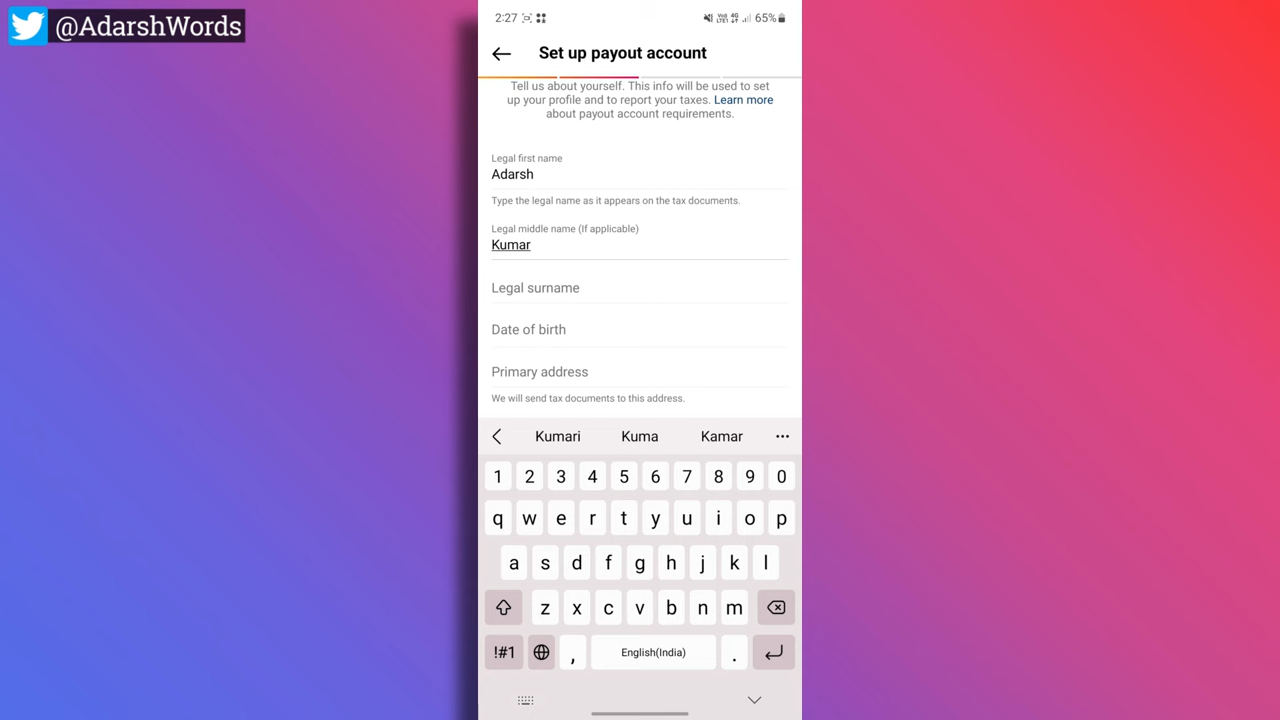 @AdarshWords
2:27
VoLTE1 4G 65%
Set up payout account
Tell us about yourself. This info will be used to set
up your profile and to report your taxes. Learn more
about payout account requirements.
Legal first name
Adarsh
Type the legal name as it appears on the tax documents.
Legal middle name (If applicable)
Kumar
Legal surname
Date of birth
Primary address
We will send tax documents to this address.
Kumari Kuma Kamar
1 2 3 4 5 6 7 8 9 0
q w e r t y u i o p
a s d f g h j k l
z x c v b n m
!#1 , English(India) .